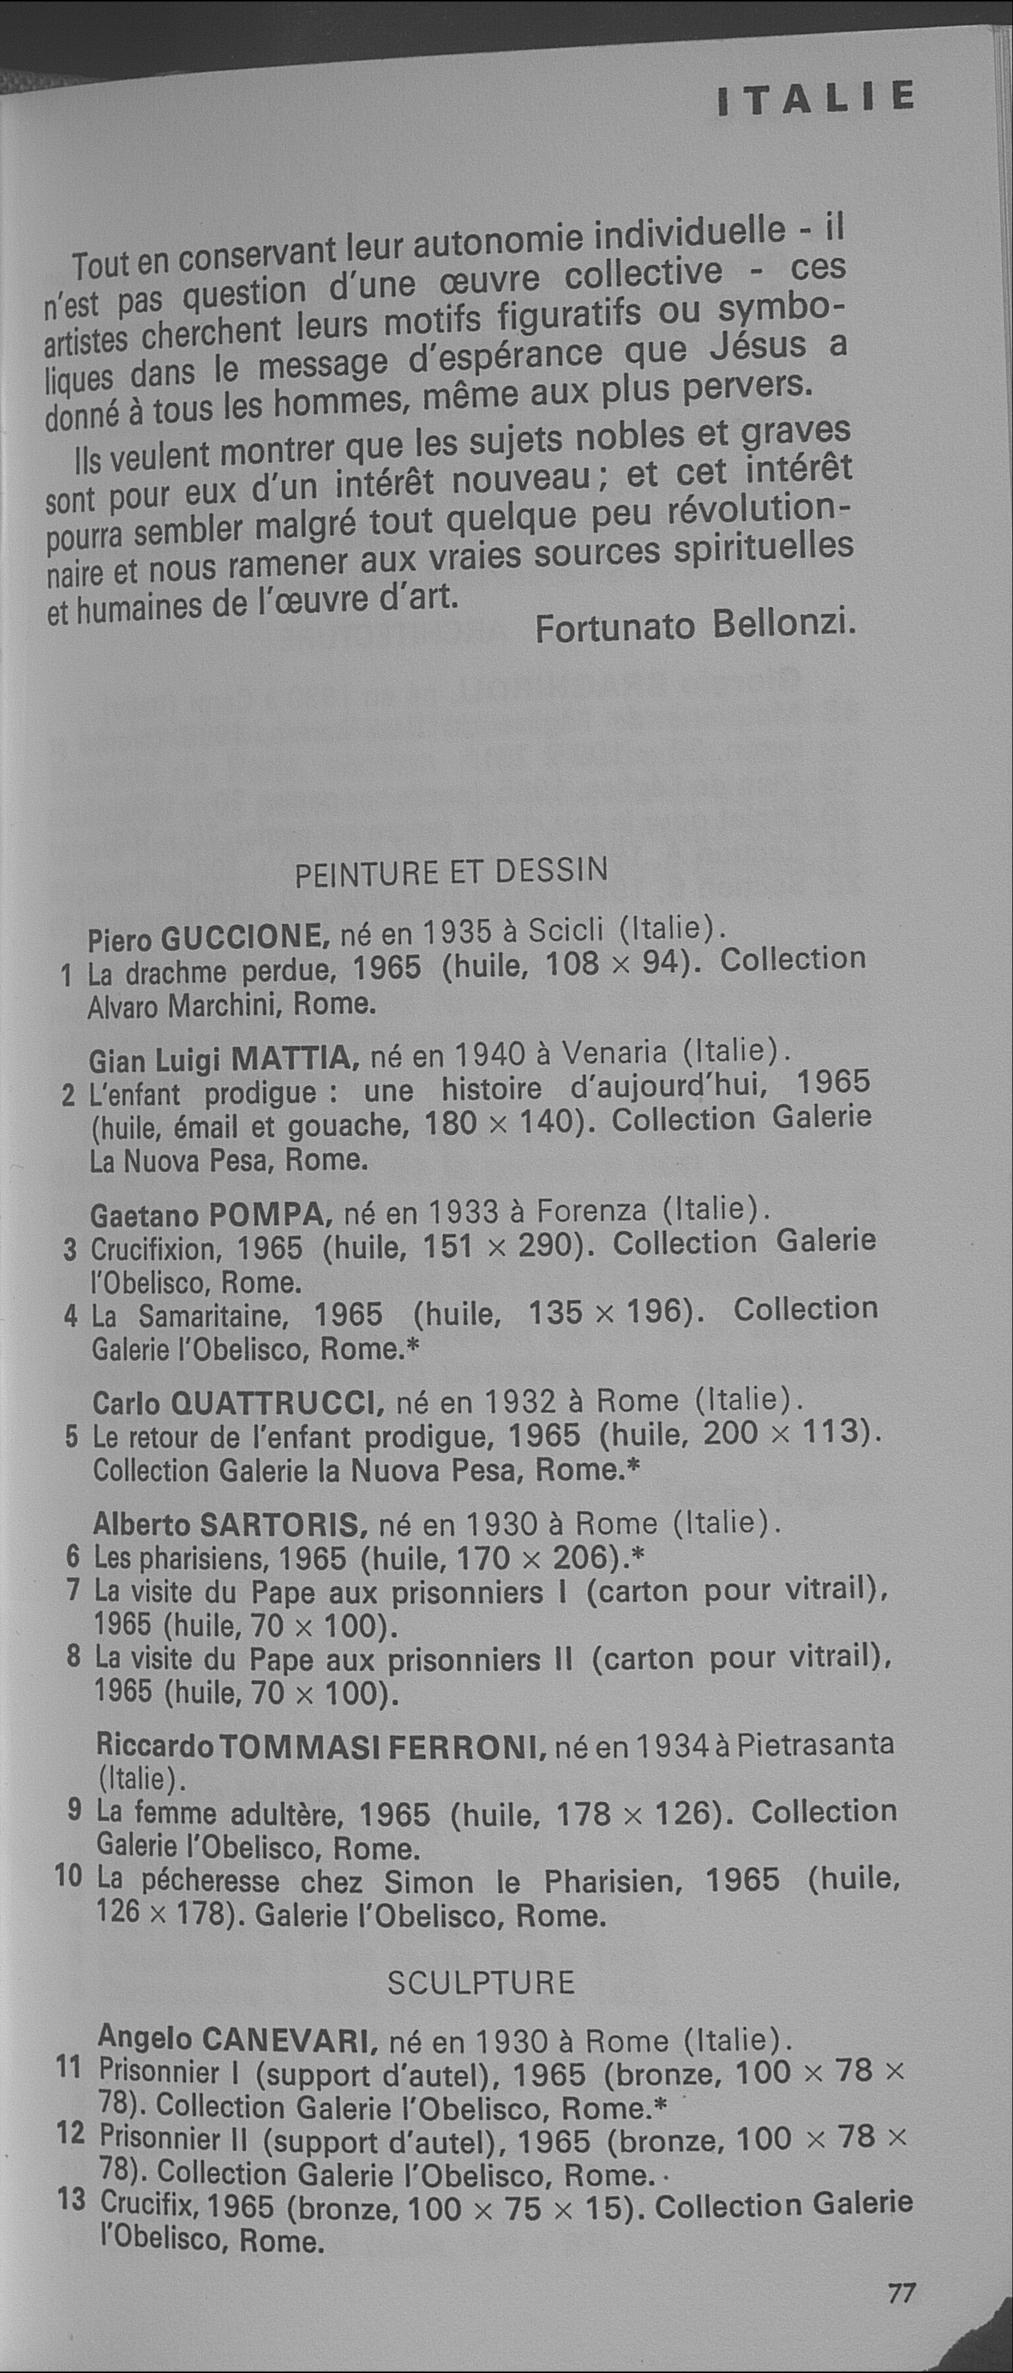 ITALIE
Tout en conservant leur autonomie individuelle - il
n'est pas question d'une œuvre collective - ces
artistes cherchent leurs motifs figuratifs ou symbo-
liques dans le message d'espérance que Jésus a
donné à tous les hommes, même aux plus pervers.
Ils veulent montrer que les sujets nobles et graves
sont pour eux d'un intérêt nouveau; et cet intérêt
pourra sembler malgré tout quelque peu révolution-
naire et nous ramener aux vraies sources spirituelles
et humaines de l'œuvre d'art.
Fortunato Bellonzi.
PEINTURE ET DESSIN
Piero GUCCIONE, né en 1935 à Scicli (Italie).
1 La drachme perdue, 1965 (huile, 108 × 94). Collection
Alvaro Marchini, Rome.
Gian Luigi MATTIA, né en 1940 à Venaria (Italie).
2 L'enfant prodigue : une histoire d'aujourd'hui, 1965
(huile, émail et gouache, 180 × 140). Collection Galerie
La Nuova Pesa, Rome.
Gaetano POMPA, né en 1933 à Forenza (Italie).
3 Crucifixion, 1965 (huile, 151 × 290). Collection Galerie
l'Obelisco, Rome.
4 La Samaritaine, 1965 (huile, 135 × 196). Collection
Galerie l'Obelisco, Rome.*
Carlo QUATTRUCCI, né en 1932 à Rome (Italie).
5 Le retour de l'enfant prodigue, 1965 (huile, 200 × 113).
Collection Galerie la Nuova Pesa, Rome.*
Alberto SARTORIS, né en 1930 à Rome (Italie).
6 Les pharisiens, 1965 (huile, 170 × 206).*
7 La visite du Pape aux prisonniers I (carton pour vitrail),
1965 (huile, 70 × 100).
8 La visite du Pape aux prisonniers II (carton pour vitrail),
1965 (huile, 70 × 100).
Riccardo TOMMASI FERRONI, né en 1934 à Pietrasanta
(Italie).
9 La femme adultère, 1965 (huile, 178 × 126). Collection
Galerie l'Obelisco, Rome.
10 La pécheresse chez Simon le Pharisien, 1965 (huile,
126 × 178). Galerie l'Obelisco, Rome.
SCULPTURE
Angelo CANEVARI, né en 1930 à Rome (Italie).
11 Prisonnier I (support d'autel), 1965 (bronze, 100 × 78 ×
78). Collection Galerie l'Obelisco, Rome.*
12 Prisonnier II (support d'autel), 1965 (bronze, 100 × 78 ×
78). Collection Galerie l'Obelisco, Rome.
13 Crucifix, 1965 (bronze, 100 × 75 × 15). Collection Galerie
l'Obelisco, Rome.
77